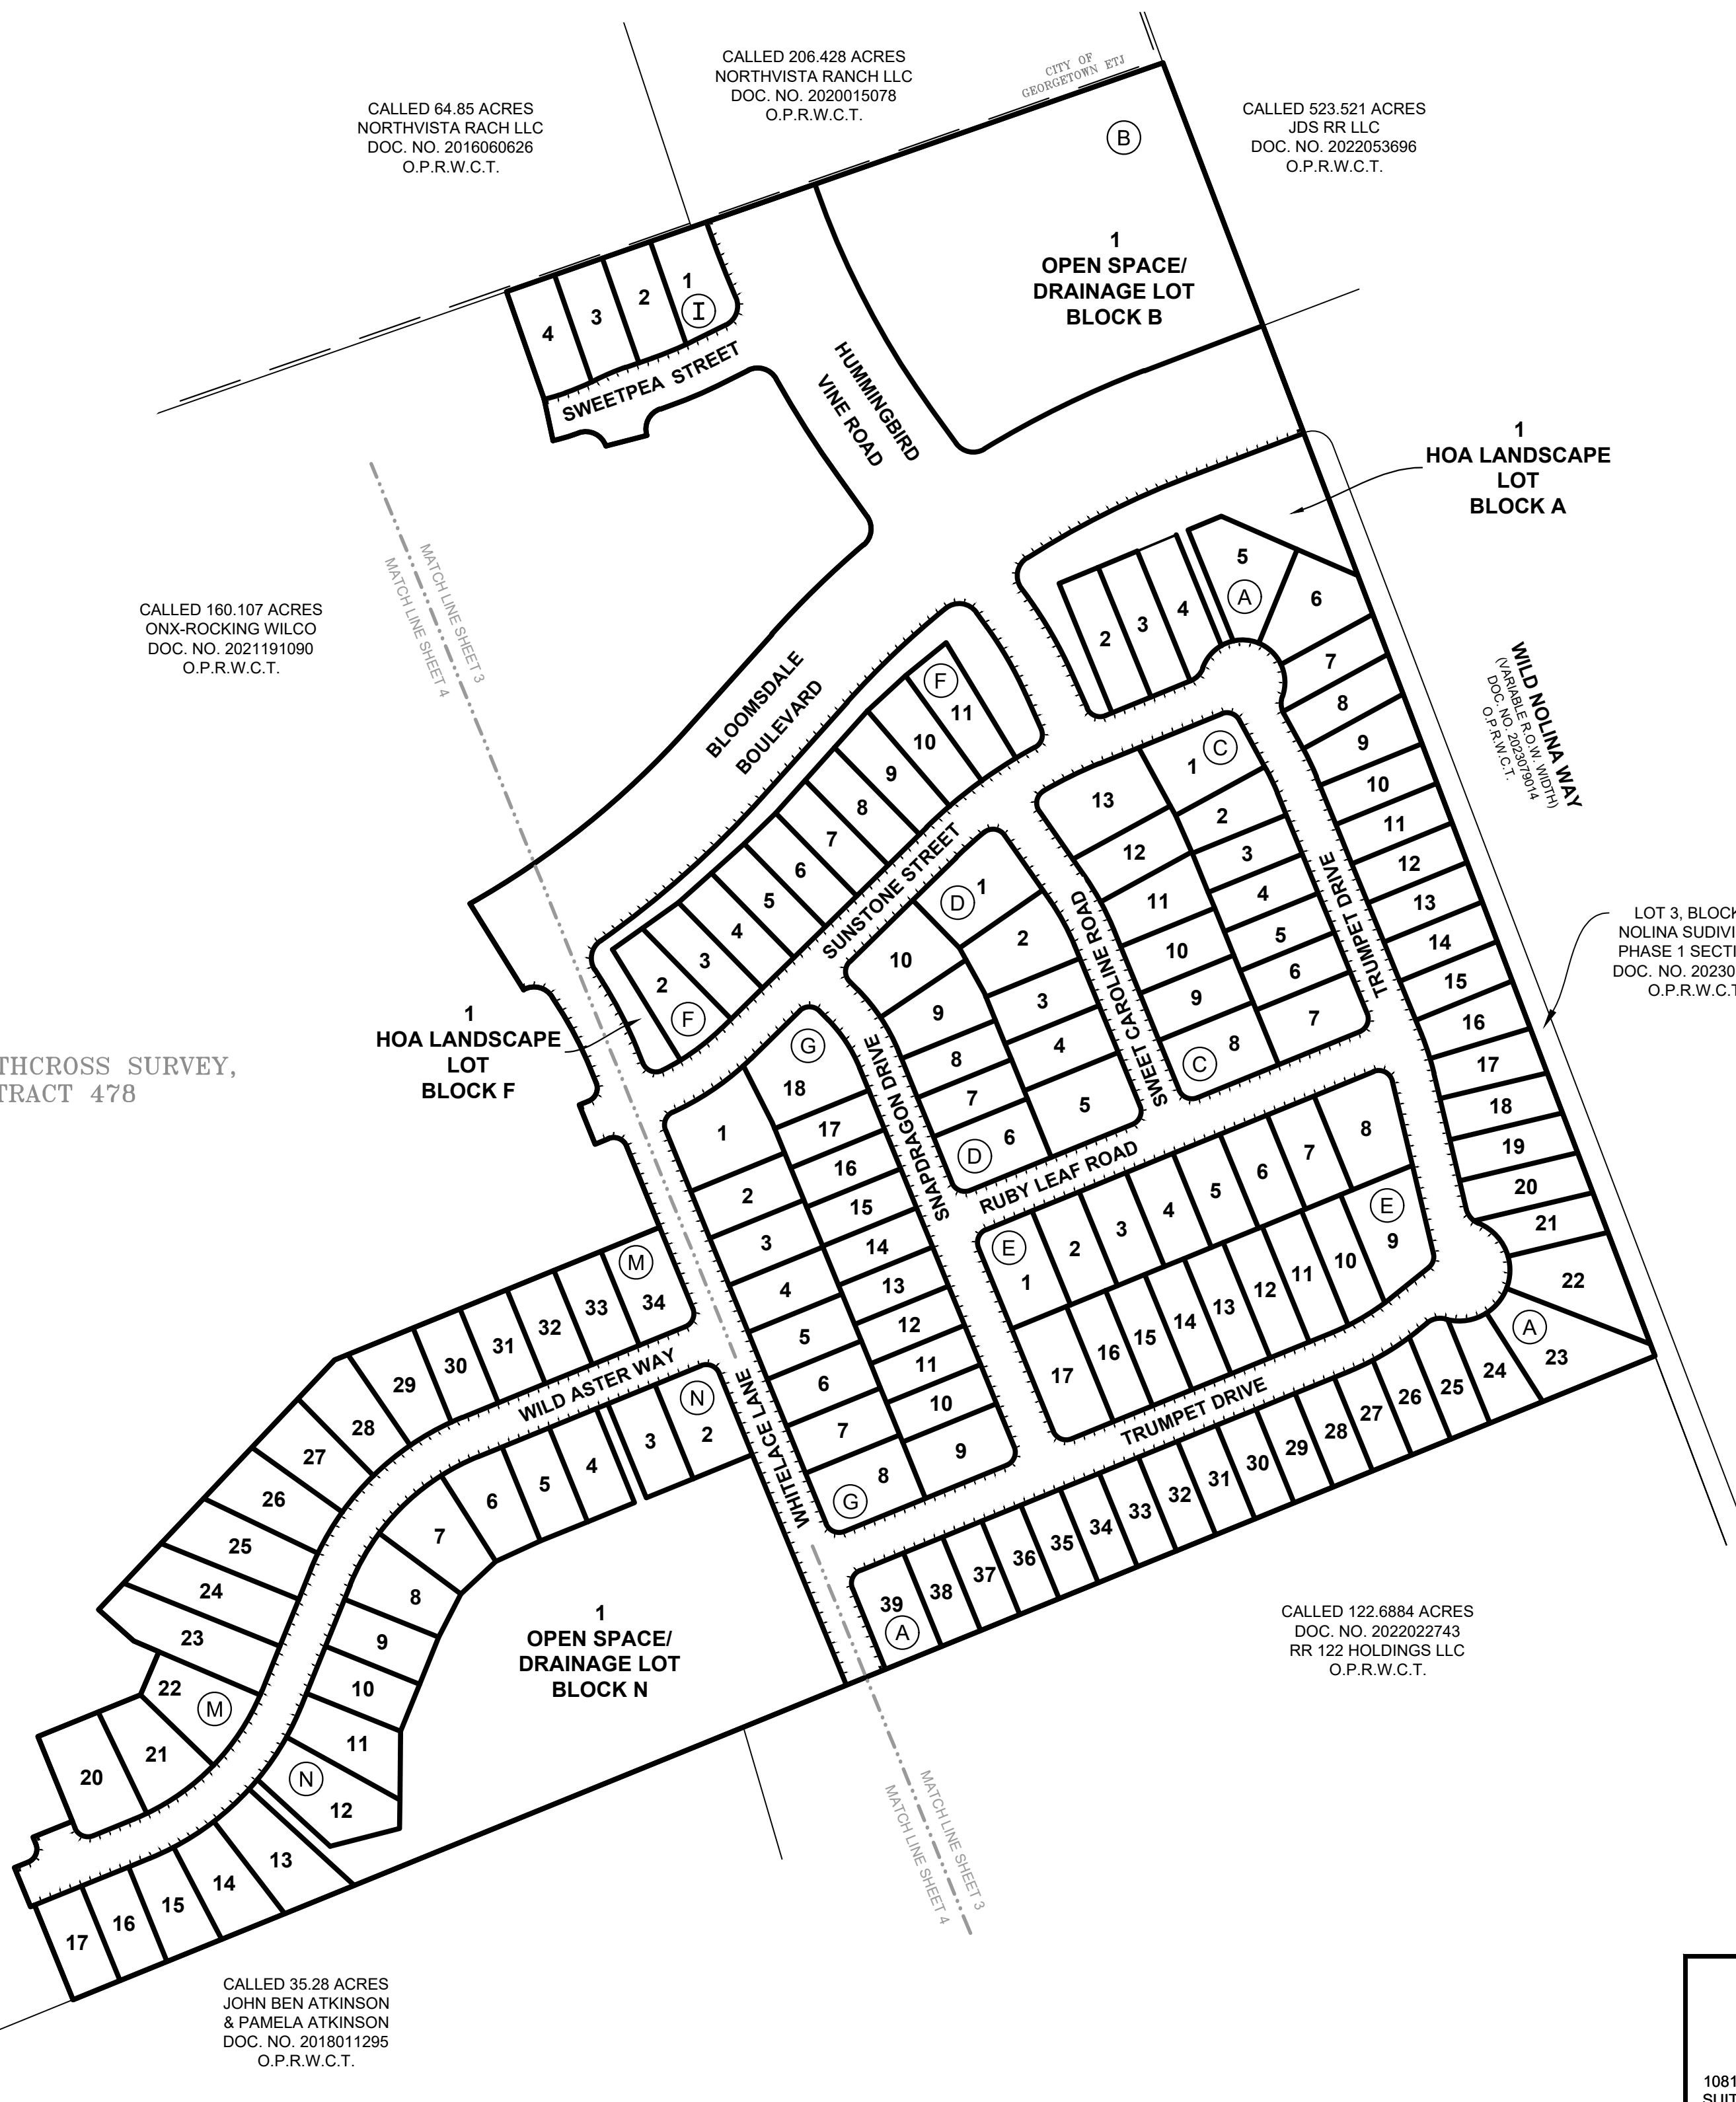 CALLED 206.428 ACRES
NORTHVISTA RANCH LLC
DOC. NO. 2020015078
O.P.R.W.C.T.
CITY OF
GEORGETOWN ETJ
CALLED 64.85 ACRES
NORTHVISTA RACH LLC
DOC. NO. 2016060626
O.P.R.W.C.T.
CALLED 523.521 ACRES
JDS RR LLC
DOC. NO. 2022053696
O.P.R.W.C.T.
B
1
OPEN SPACE/
DRAINAGE LOT
BLOCK B
4
3
2
1
I
SWEETPEA STREET
HUMMINGBIRD
VINE ROAD
1
HOA LANDSCAPE
LOT
BLOCK A
MATCH LINE SHEET 3
MATCH LINE SHEET 4
CALLED 160.107 ACRES
ONX-ROCKING WILCO
DOC. NO. 2021191090
O.P.R.W.C.T.
2
3
4
5
A
6
7
8
9
10
11
12
13
14
15
16
17
18
19
20
21
22
A
23
24
25
26
27
28
29
30
31
32
33
34
35
36
37
38
39
A
WILD NOLINA WAY
(VARIABLE R.O.W. WIDTH)
DOC. NO. 2023079014
O.P.R.W.C.T.
BLOOMSDALE
BOULEVARD
F
11
10
9
8
7
6
5
4
3
2
F
SUNSTONE STREET
1
HOA LANDSCAPE
LOT
BLOCK F
C
1
2
3
4
5
6
7
8
C
9
10
11
12
13
TRUMPET DRIVE
SWEET CAROLINE ROAD
D
1
2
3
4
5
6
D
7
8
9
10
LOT 3, BLOCK
NOLINA SUDIVI
PHASE 1 SECTI
DOC. NO. 20230
O.P.R.W.C.T
THCROSS SURVEY,
TRACT 478
SNAPDRAGON DRIVE
RUBY LEAF ROAD
G
18
17
16
15
14
13
12
11
10
9
1
2
3
4
5
6
7
8
G
E
1
2
3
4
5
6
7
8
E
9
10
11
12
13
14
15
16
17
TRUMPET DRIVE
WHITELACE LANE
M
34
33
32
31
30
29
28
27
26
25
24
23
22
M
21
20
WILD ASTER WAY
N
2
3
4
5
6
7
8
9
10
11
N
12
13
14
15
16
17
1
OPEN SPACE/
DRAINAGE LOT
BLOCK N
CALLED 122.6884 ACRES
DOC. NO. 2022022743
RR 122 HOLDINGS LLC
O.P.R.W.C.T.
MATCH LINE SHEET 3
MATCH LINE SHEET 4
CALLED 35.28 ACRES
JOHN BEN ATKINSON
& PAMELA ATKINSON
DOC. NO. 2018011295
O.P.R.W.C.T.
1081
SUIT